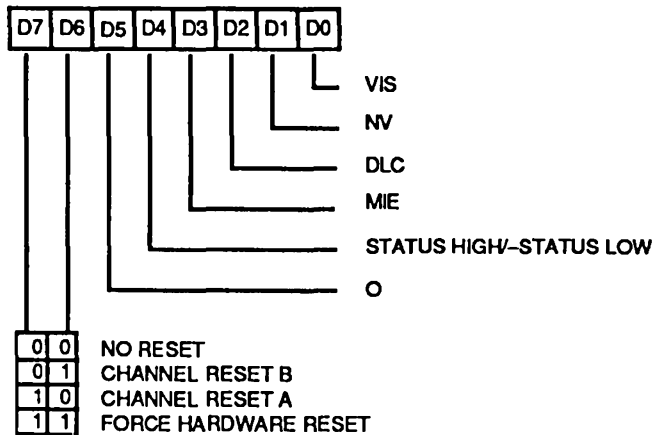 D7 D6 D5 D4 D3 D2 D1 D0
VIS
NV
DLC
MIE
STATUS HIGH/–STATUS LOW
O
0 0 NO RESET
0 1 CHANNEL RESET B
1 0 CHANNEL RESET A
1 1 FORCE HARDWARE RESET